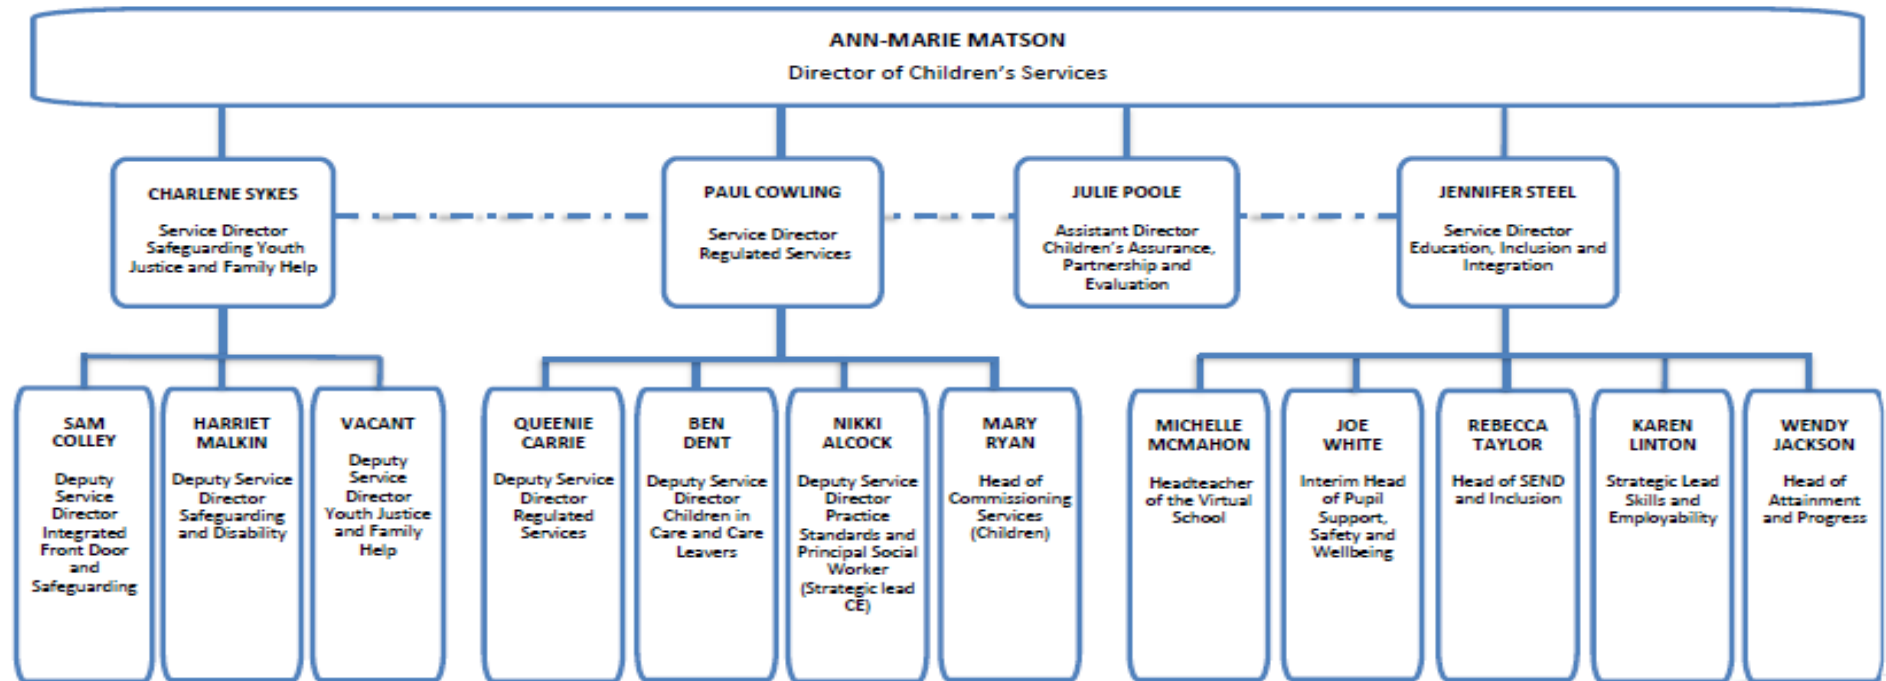 ANN-MARIE MATSON
Director of Children's Services
CHARLENE SYKES
Service Director
Safeguarding Youth
Justice and Family Help
PAUL COWLING
Service Director
Regulated Services
JULIE POOLE
Assistant Director
Children's Assurance,
Partnership and
Evaluation
JENNIFER STEEL
Service Director
Education, Inclusion and
Integration
SAM
COLLEY
Deputy
Service
Director
Integrated
Front Door
and
Safeguarding
HARRIET
MALKIN
Deputy Service
Director
Safeguarding
and Disability
VACANT
Deputy
Service
Director
Youth Justice
and Family
Help
QUEENIE
CARRIE
Deputy Service
Director
Regulated
Services
BEN
DENT
Deputy Service
Director
Children in
Care and Care
Leavers
NIKKI
ALCOCK
Deputy Service
Director
Practice
Standards and
Principal Social
Worker
(Strategic lead
CE)
MARY
RYAN
Head of
Commissioning
Services
(Children)
MICHELLE
MCMAHON
Headteacher
of the Virtual
School
JOE
WHITE
Interim Head
of Pupil
Support,
Safety and
Wellbeing
REBECCA
TAYLOR
Head of SEND
and Inclusion
KAREN
LINTON
Strategic Lead
Skills and
Employability
WENDY
JACKSON
Head of
Attainment
and Progress